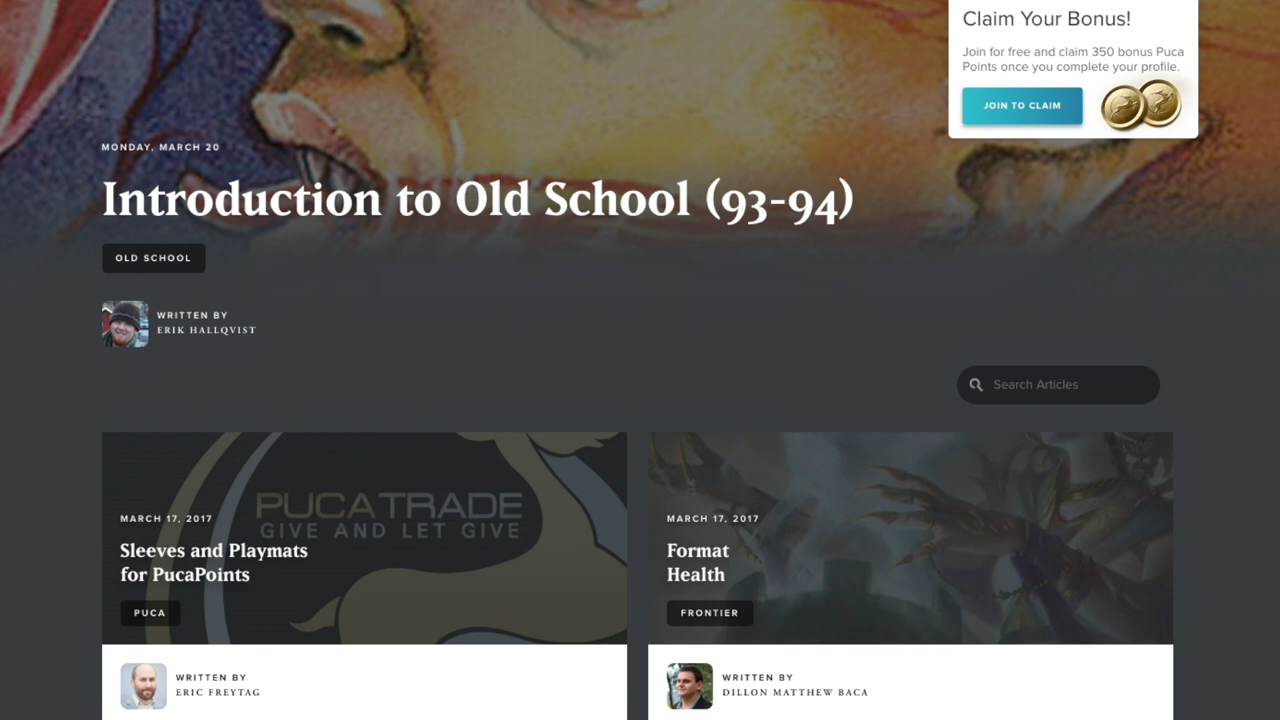 Claim Your Bonus!
Join for free and claim 350 bonus Puca
Points once you complete your profile.
JOIN TO CLAIM
MONDAY, MARCH 20
Introduction to Old School (93-94)
OLD SCHOOL
WRITTEN BY
ERIK HALLQVIST
Search Articles
PUCATRADE
GIVE AND LET GIVE
MARCH 17, 2017
Sleeves and Playmats
for PucaPoints
PUCA
WRITTEN BY
ERIC FREYTAG
MARCH 17, 2017
Format
Health
FRONTIER
WRITTEN BY
DILLON MATTHEW BACA